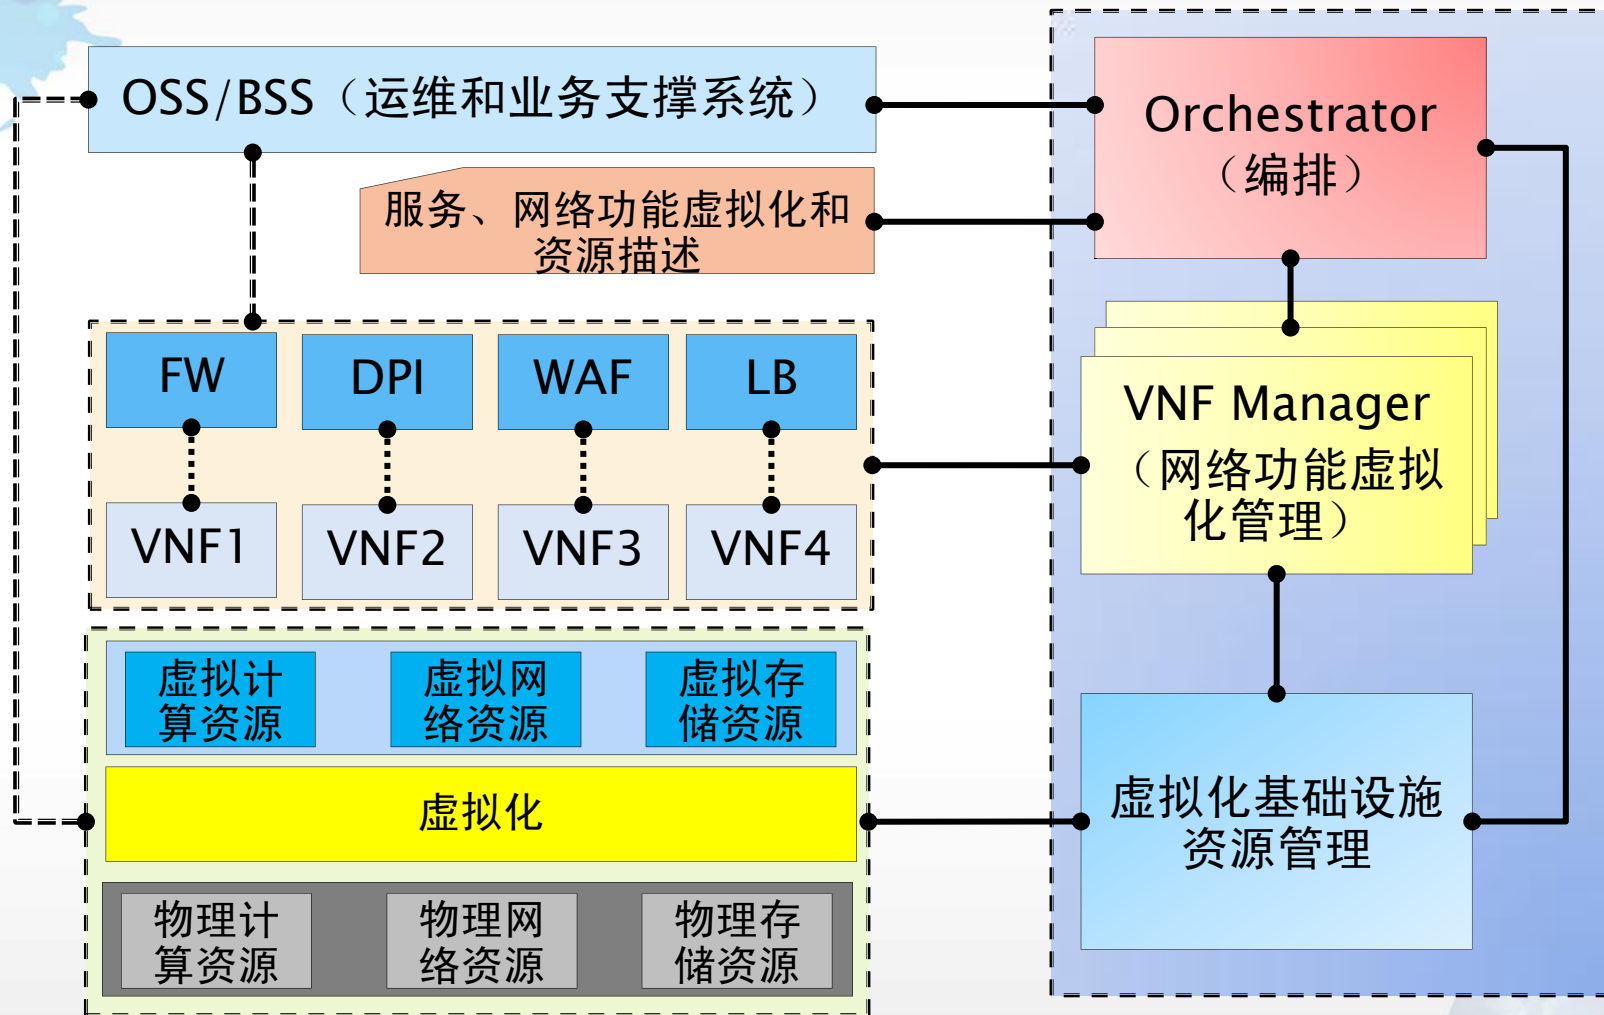 OSS/BSS（运维和业务支撑系统）
服务、网络功能虚拟化和
资源描述
FW
DPI
WAF
LB
VNF1
VNF2
VNF3
VNF4
虚拟计
算资源
虚拟网
络资源
虚拟存
储资源
虚拟化
物理计
算资源
物理网
络资源
物理存
储资源
Orchestrator
（编排）
VNF Manager
（网络功能虚拟
化管理）
虚拟化基础设施
资源管理